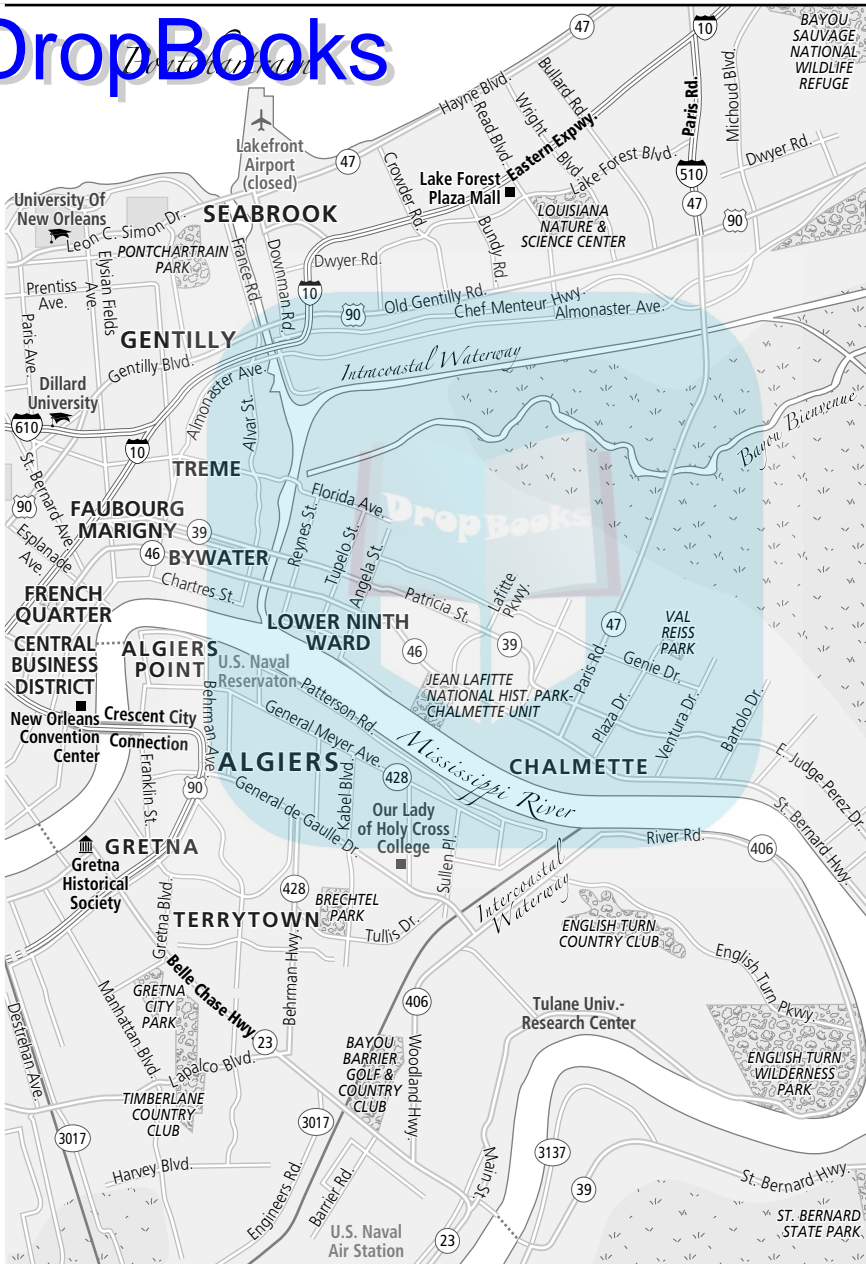 DropBooks
Pontchartrain
47
10
BAYOU
SAUVAGE
NATIONAL
WILDLIFE
REFUGE
Hayne Blvd.
Read Blvd.
Wright Blvd.
Bullard Rd.
Eastern Expwy.
Paris Rd.
Michoud Blvd.
Lakefront
Airport
(closed)
47
Crowder Rd.
Lake Forest
Plaza Mall
Lake Forest Blvd.
510
47
Dwyer Rd.
90
University Of
New Orleans
Leon C. Simon Dr.
SEABROOK
PONTCHARTRAIN
PARK
LOUISIANA
NATURE &
SCIENCE CENTER
Bundy Rd.
France Rd.
Downman Rd.
Dwyer Rd.
10
90
Prentiss
Ave.
Elysian Fields
Ave.
Paris Ave.
Old Gentilly Rd.
Chef Menteur Hwy.
Almonaster Ave.
GENTILLY
Gentilly Blvd.
Intracoastal Waterway
Dillard
University
Almonaster Ave.
Alvar St.
610
10
Bayou Bienvenue
St. Bernard Ave.
TREME
90
FAUBOURG
MARIGNY
39
46
BYWATER
Esplanade
Ave.
Chartres St.
Florida Ave.
Reynes St.
Tupelo St.
Angela St.
DropBooks
Patricia St.
Lafitte
Pkwy.
FRENCH
QUARTER
LOWER NINTH
WARD
46
39
47
VAL
REISS
PARK
CENTRAL
BUSINESS
DISTRICT
ALGIERS
POINT
U.S. Naval
Reservaton
JEAN LAFITTE
NATIONAL HIST. PARK-
CHALMETTE UNIT
Paris Rd.
Genie Dr.
Plaza Dr.
Ventura Dr.
Bartolo Dr.
New Orleans
Convention
Center
Crescent City
Connection
Behrman Ave.
Patterson Rd.
General Meyer Ave.
Mississippi River
ALGIERS
CHALMETTE
E. Judge Perez Dr.
Franklin St.
90
General de Gaulle Dr.
Kabel Blvd.
428
Our Lady
of Holy Cross
College
Sullen Pl.
River Rd.
406
St. Bernard Hwy.
GRETNA
Gretna
Historical
Society
428
BRECHTEL
PARK
Intercoastal
Waterway
Gretna Blvd.
TERRYTOWN
Tullis Dr.
ENGLISH TURN
COUNTRY CLUB
English Turn Pkwy.
Belle Chase Hwy
Behrman Hwy.
GRETNA
CITY
PARK
Manhattan Blvd.
Destrehan Ave.
23
406
Tulane Univ.-
Research Center
Lapalco Blvd.
BAYOU
BARRIER
GOLF &
COUNTRY
CLUB
Woodland Hwy.
ENGLISH TURN
WILDERNESS
PARK
TIMBERLANE
COUNTRY
CLUB
3017
3017
3137
Harvey Blvd.
Engineers Rd.
Barrier Rd.
Main St.
39
St. Bernard Hwy.
U.S. Naval
Air Station
23
ST. BERNARD
STATE PARK